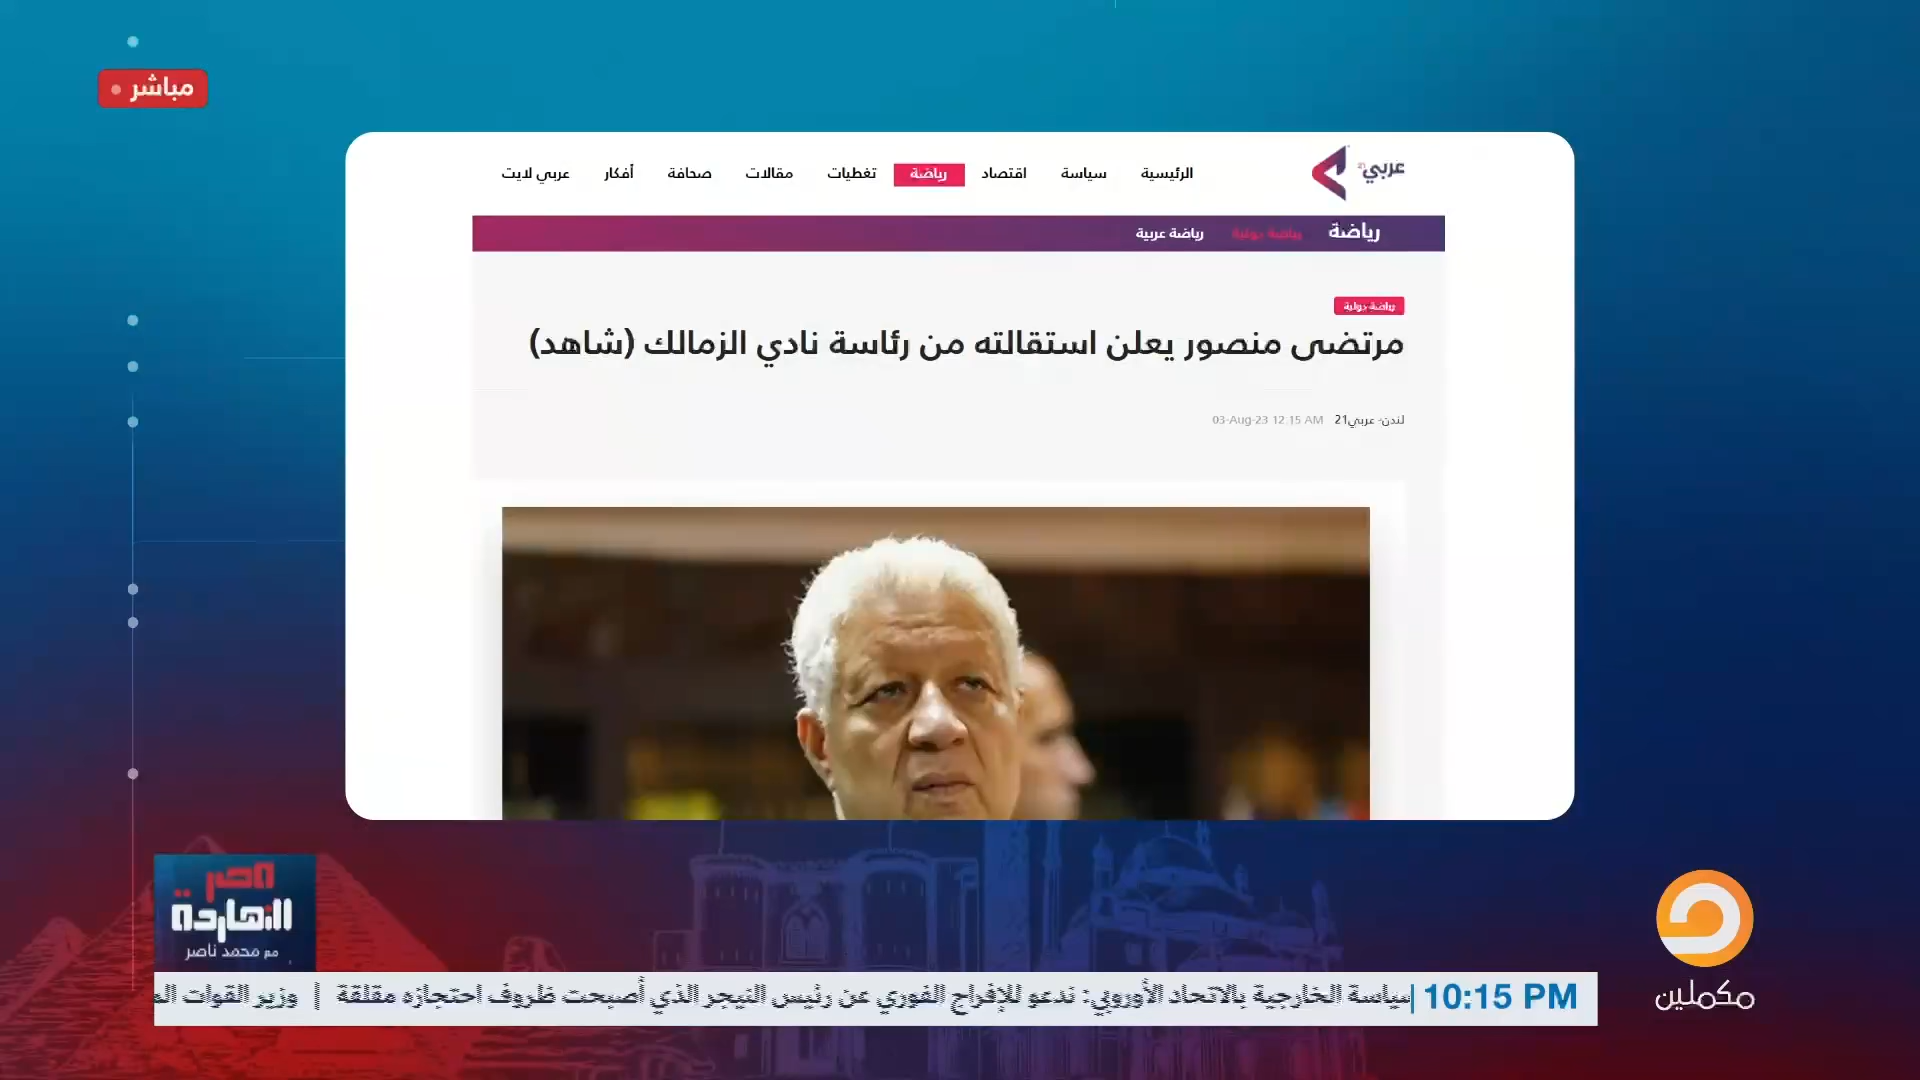 مباشر
عربي21
الرئيسية سياسة اقتصاد رياضة تغطيات مقالات صحافة أفكار عربي لايت
رياضة رياضة دولية رياضة عربية
رياضة دولية
مرتضى منصور يعلن استقالته من رئاسة نادي الزمالك (شاهد)
لندن- عربي21 03-Aug-23 12:15 AM
مصر
النهاردة
مع محمد ناصر
مكملين
10:15 PM سياسة الخارجية بالاتحاد الأوروبي: ندعو للإفراج الفوري عن رئيس النيجر الذي أصبحت ظروف احتجازه مقلقة | وزير القوات